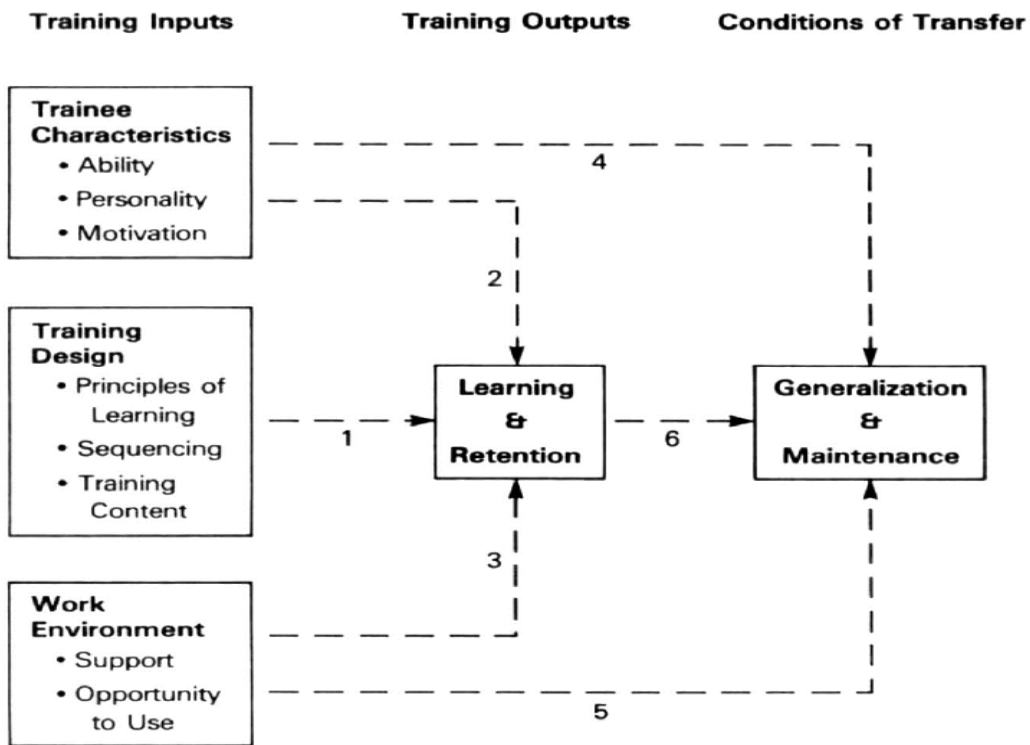 Training Inputs
Training Outputs
Conditions of Transfer
Trainee
Characteristics
• Ability
• Personality
• Motivation
4
2
Training
Design
• Principles of
Learning
• Sequencing
• Training
Content
1
Learning
&
Retention
6
Generalization
&
Maintenance
3
Work
Environment
• Support
• Opportunity
to Use
5